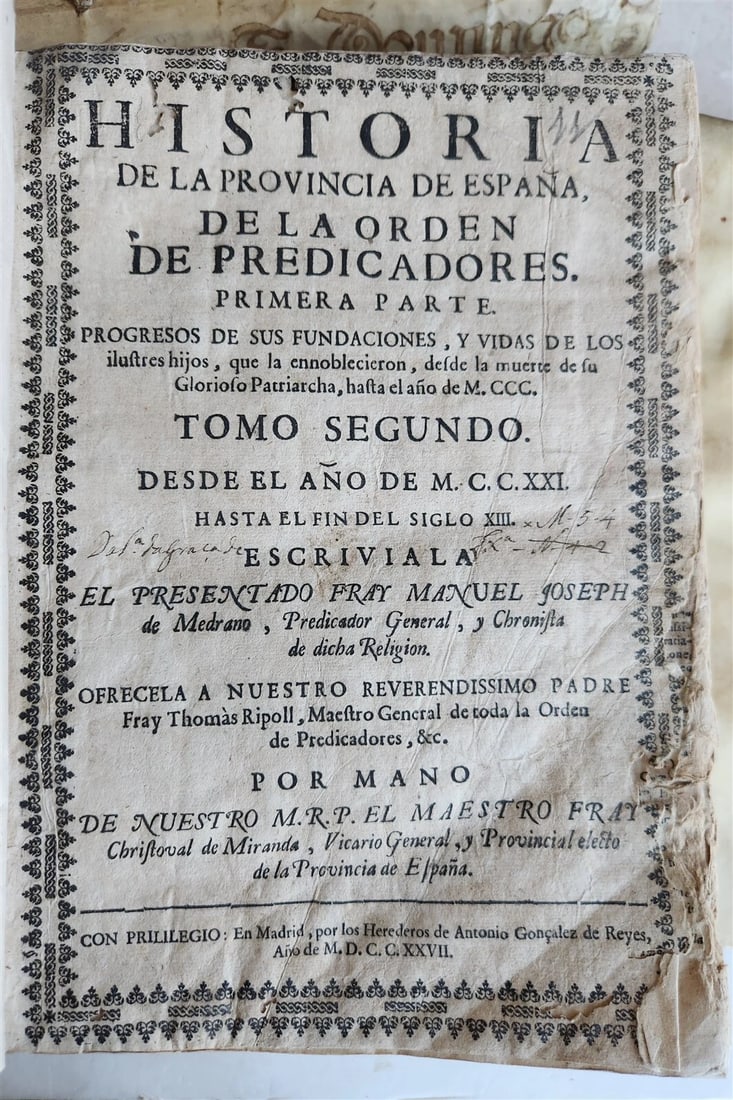 S. Doming
HISTORIA
DE LA PROVINCIA DE ESPAÑA,
DE LA ORDEN
DE PREDICADORES.
PRIMERA PARTE.
PROGRESOS DE SUS FUNDACIONES, Y VIDAS DE LOS
iluſtres hijos, que la ennoblecieron, deſde la muerte de ſu
Glorioſo Patriarcha, haſta el año de M. CCC.
TOMO SEGUNDO.
DESDE EL AÑO DE M. C. C. XXI.
HASTA EL FIN DEL SIGLO XIII. x M-5-4
ESCRIVIALA
EL PRESENTADO FRAY MANUEL JOSEPH
de Medrano, Predicador General, y Chroniſta
de dicha Religion.
OFRECELA A NUESTRO REVERENDISSIMO PADRE
Fray Thomàs Ripoll, Maeſtro General de toda la Orden
de Predicadores, &c.
POR MANO
DE NUESTRO M.R.P. EL MAESTRO FRAY
Chriſtoval de Miranda, Vicario General, y Provincial electo
de la Provincia de Eſpaña.
CON PRILILEGIO: En Madrid, por los Herederos de Antonio Gonçalez de Reyes,
Año de M. D. C. C. XXVII.